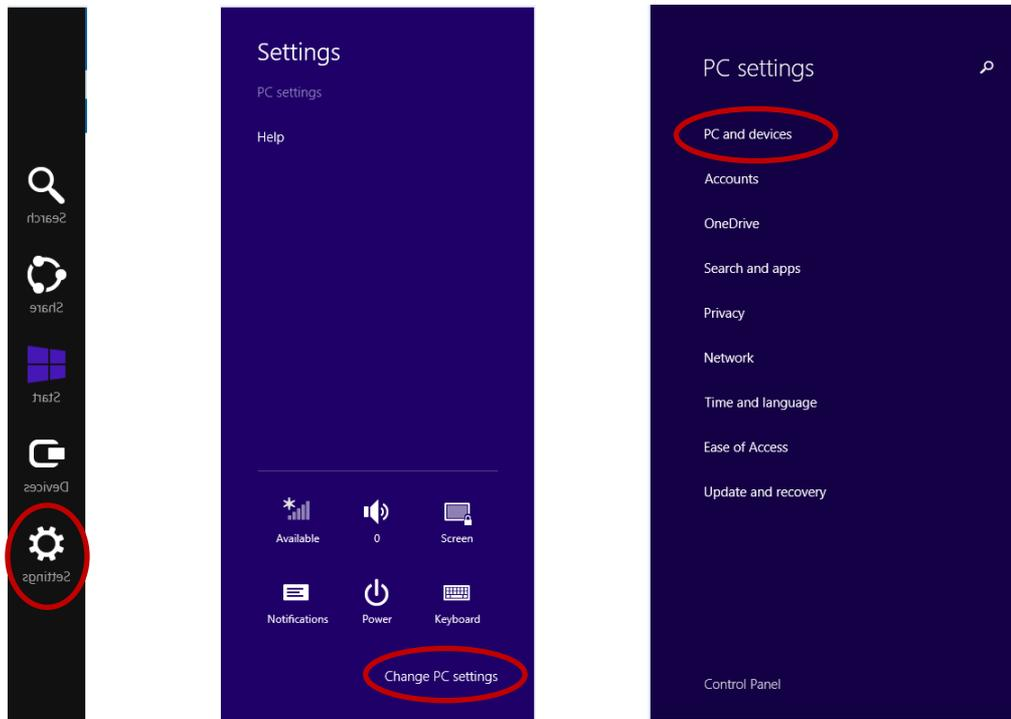 Search
Share
Start
Devices
Settings
Settings
PC settings
Help
Available
0
Screen
Notifications
Power
Keyboard
Change PC settings
PC settings
PC and devices
Accounts
OneDrive
Search and apps
Privacy
Network
Time and language
Ease of Access
Update and recovery
Control Panel